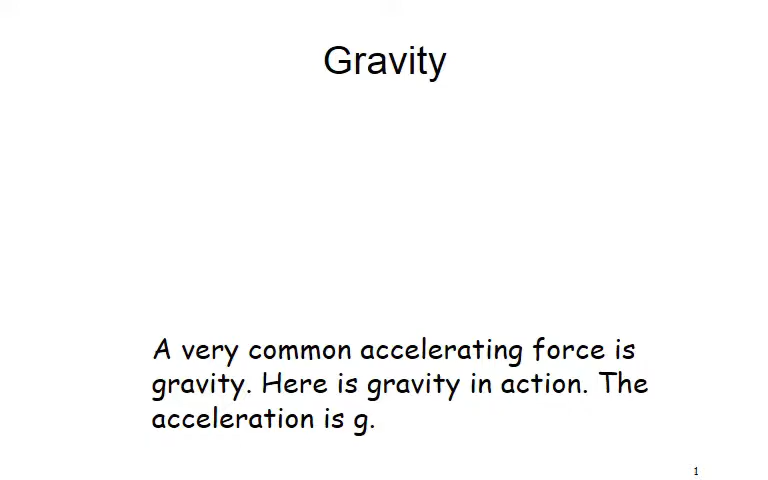 Gravity
A very common accelerating force is
gravity. Here is gravity in action. The
acceleration is g.
1